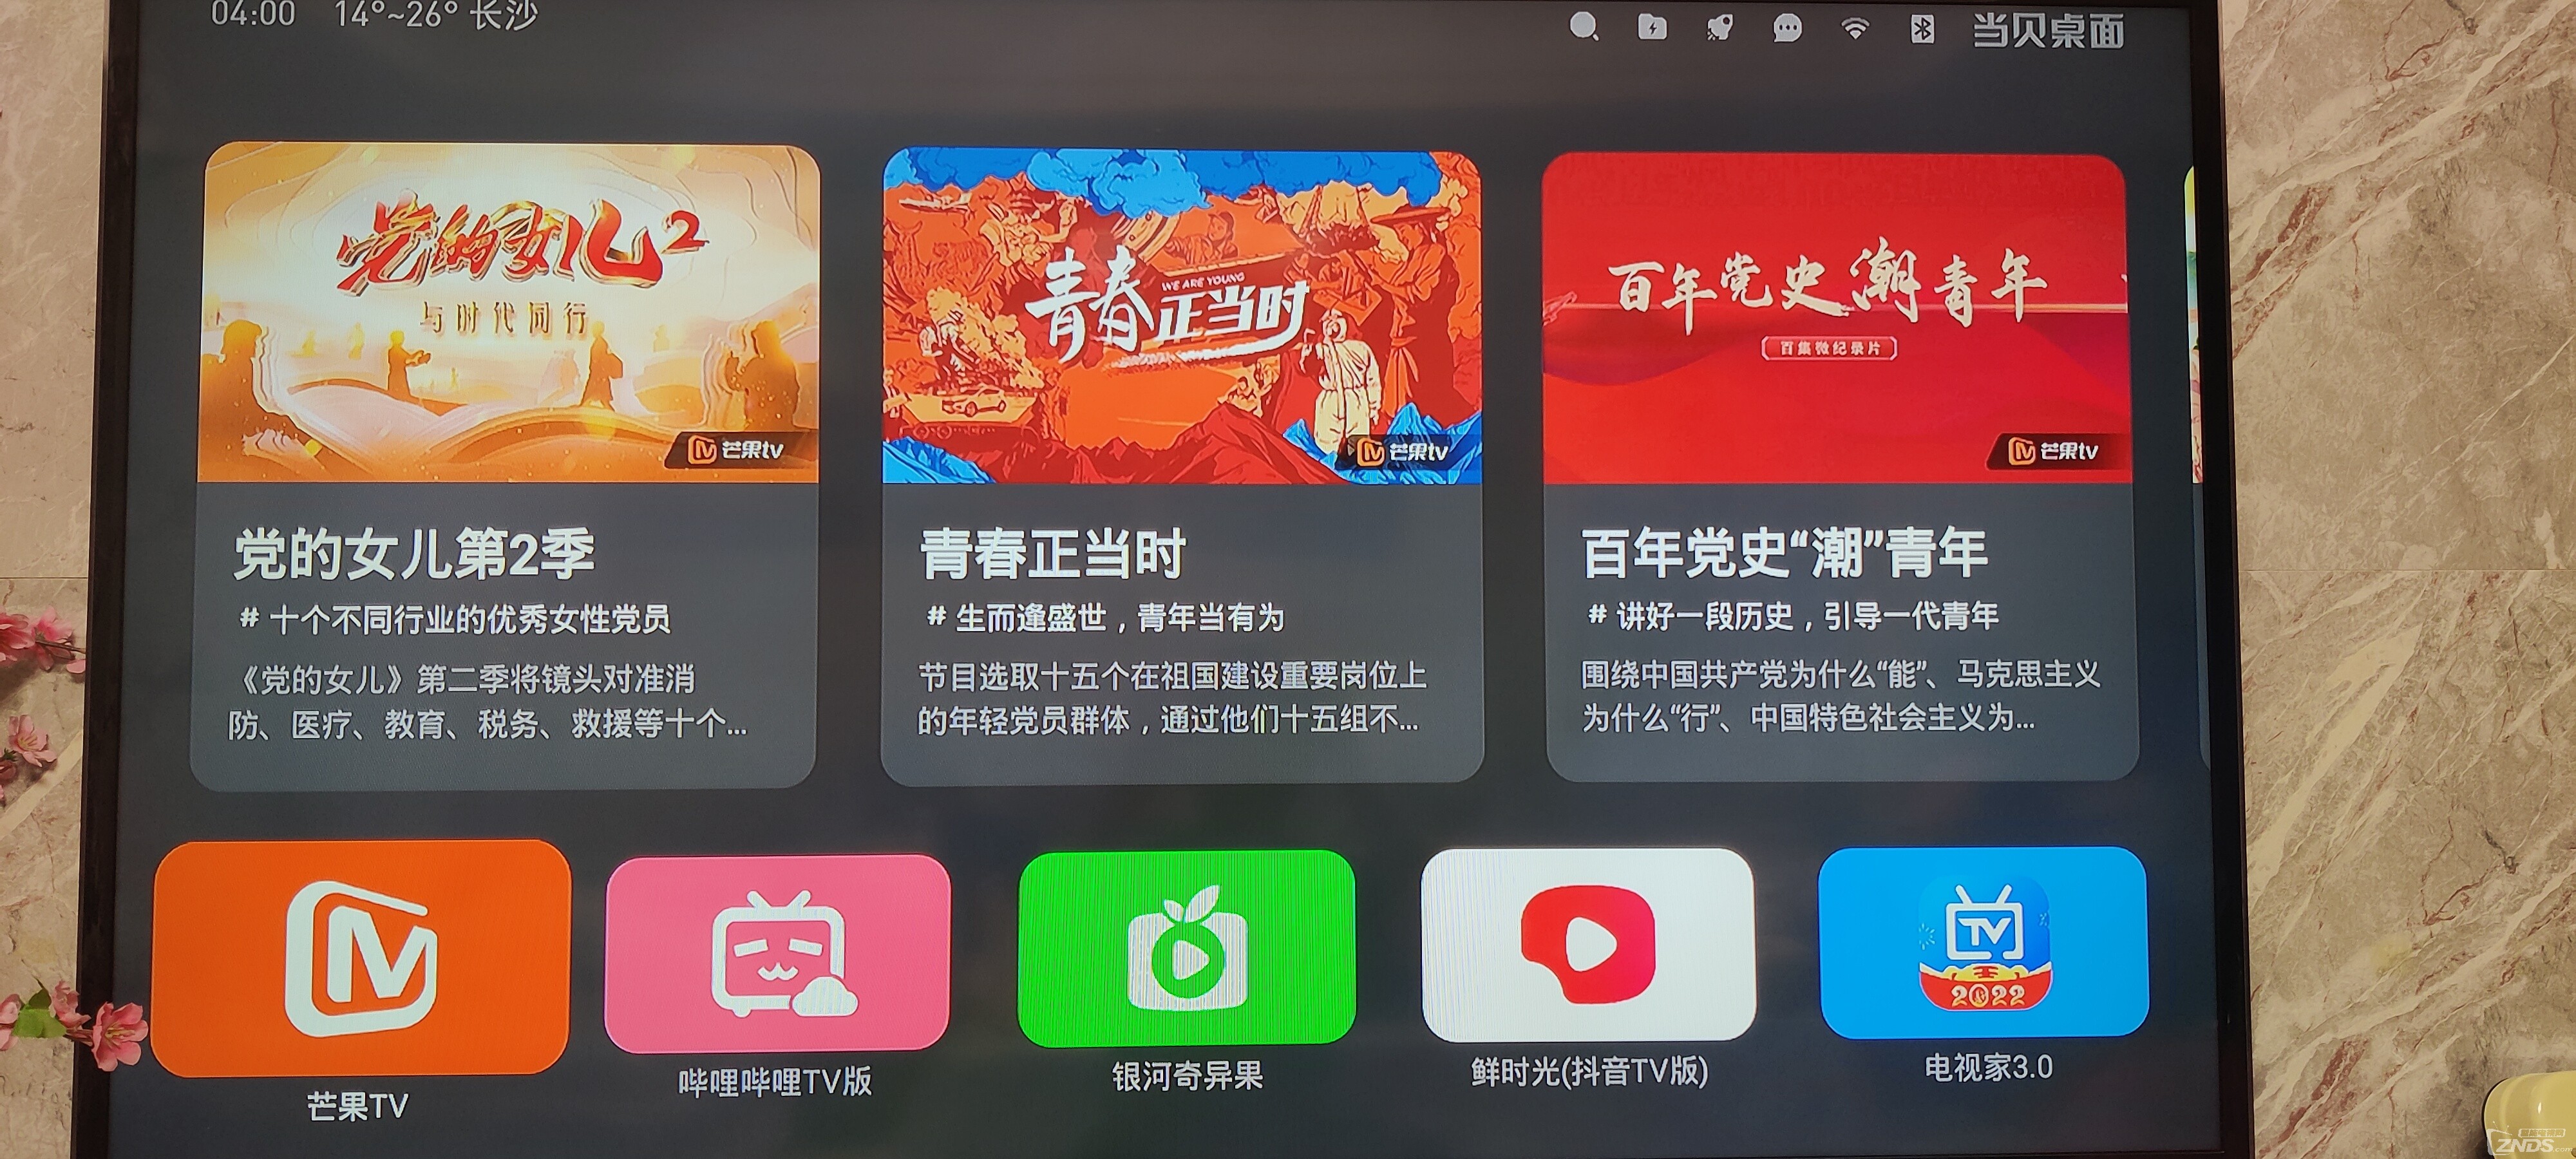 04:00 14°~26° 长沙
当贝桌面
党的女儿2
与时代同行
芒果tv
青春正当时
WE ARE YOUNG
芒果tv
百年党史潮青年
百集微纪录片
芒果tv
党的女儿第2季
# 十个不同行业的优秀女性党员
《党的女儿》第二季将镜头对准消
防、医疗、教育、税务、救援等十个...
青春正当时
# 生而逢盛世，青年当有为
节目选取十五个在祖国建设重要岗位上
的年轻党员群体，通过他们十五组不...
百年党史“潮”青年
# 讲好一段历史，引导一代青年
围绕中国共产党为什么“能”、马克思主义
为什么“行”、中国特色社会主义为...
芒果TV
哔哩哔哩TV版
银河奇异果
鲜时光(抖音TV版)
TV
2022
电视家3.0
ZNDS.com